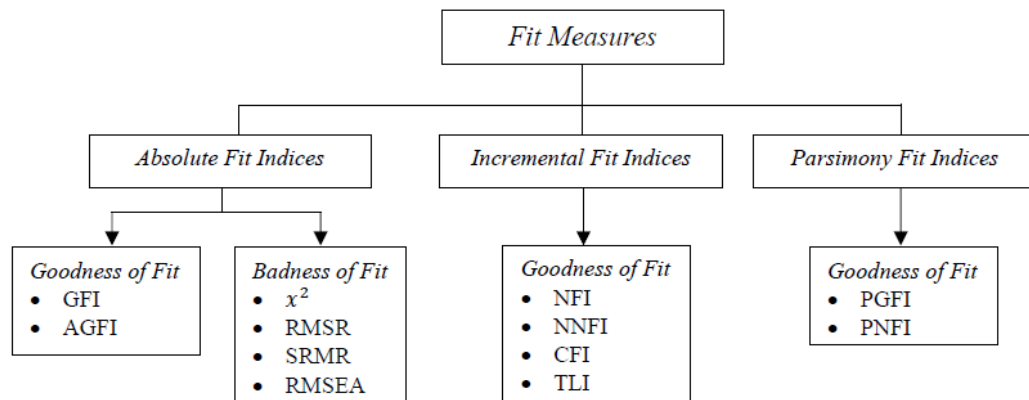 Fit Measures
Absolute Fit Indices
Incremental Fit Indices
Parsimony Fit Indices
Goodness of Fit
• GFI
• AGFI
Badness of Fit
• χ²
• RMSR
• SRMR
• RMSEA
Goodness of Fit
• NFI
• NNFI
• CFI
• TLI
Goodness of Fit
• PGFI
• PNFI